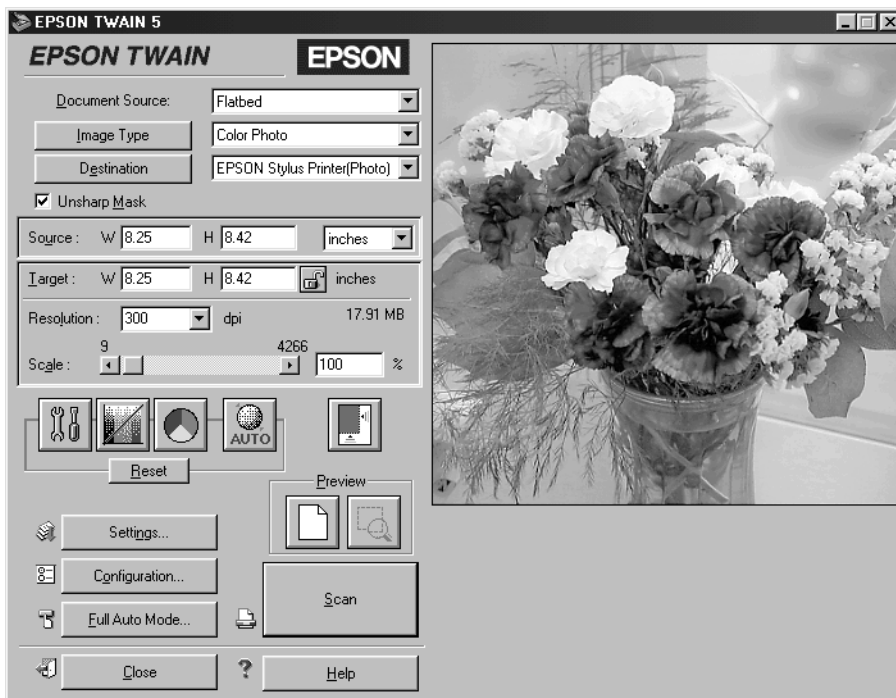 EPSON TWAIN 5
EPSON TWAIN EPSON
Document Source: Flatbed
Image Type Color Photo
Destination EPSON Stylus Printer(Photo)
Unsharp Mask
Source : W 8.25 H 8.42 inches
Target : W 8.25 H 8.42 inches
Resolution : 300 dpi 17.91 MB
9 4266
Scale : 100 %
AUTO
Reset
Preview
Settings...
Configuration...
Scan
Full Auto Mode...
Close ? Help